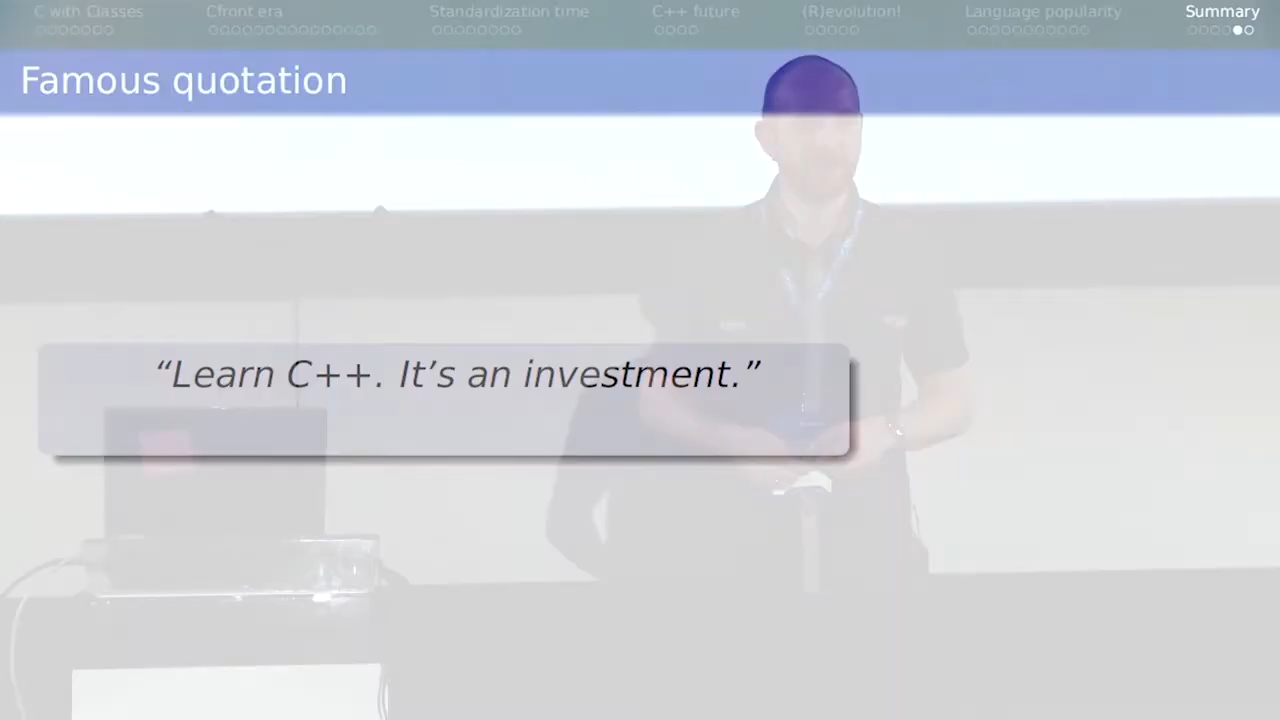 C with Classes
Cfront era
Standardization time
C++ future
(R)evolution!
Language popularity
Summary
Famous quotation
“Learn C++. It’s an investment.”